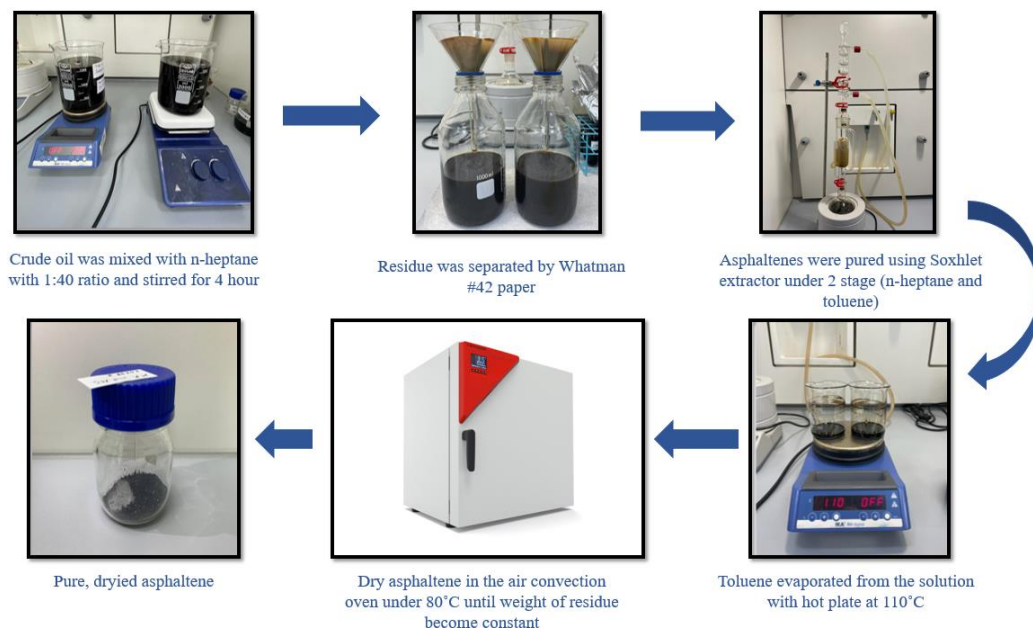 Crude oil was mixed with n-heptane
with 1:40 ratio and stirred for 4 hour
Residue was separated by Whatman
#42 paper
Asphaltenes were pured using Soxhlet
extractor under 2 stage (n-heptane and
toluene)
Toluene evaporated from the solution
with hot plate at 110˚C
110 OFF
Dry asphaltene in the air convection
oven under 80˚C until weight of residue
become constant
Pure, dryied asphaltene